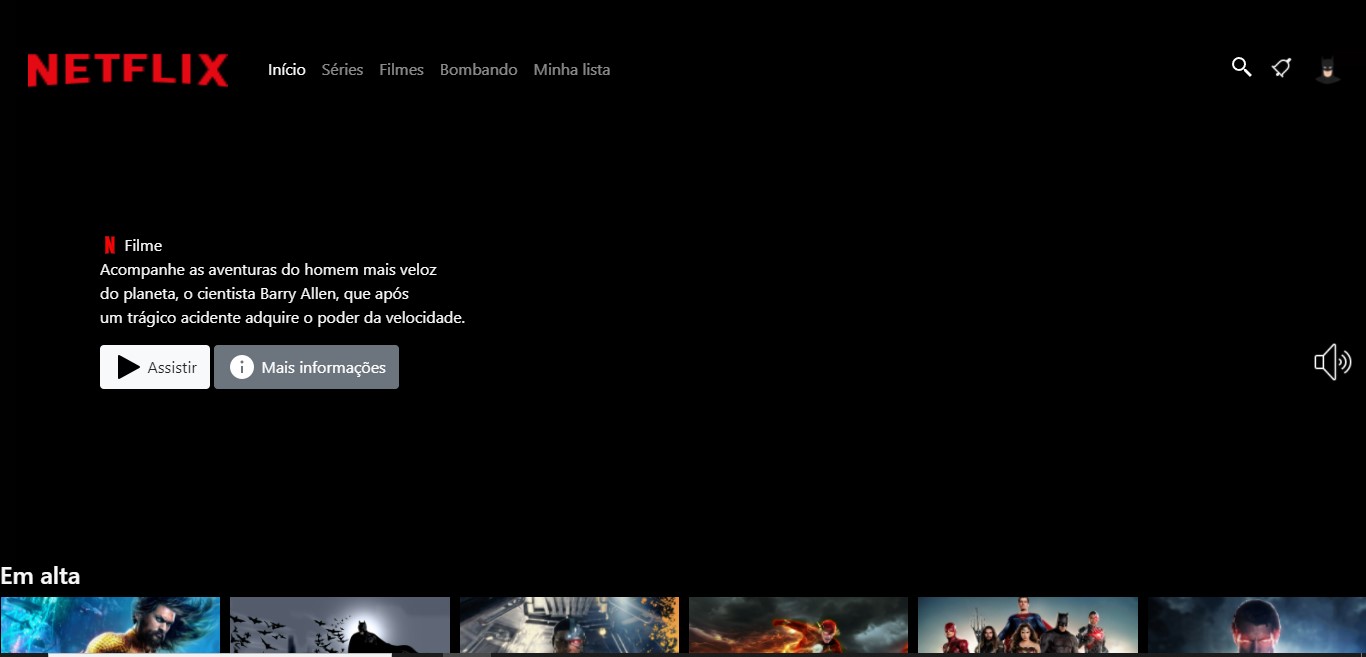 NETFLIX
Início Séries Filmes Bombando Minha lista
N Filme
Acompanhe as aventuras do homem mais veloz
do planeta, o cientista Barry Allen, que após
um trágico acidente adquire o poder da velocidade.
Assistir Mais informações
Em alta